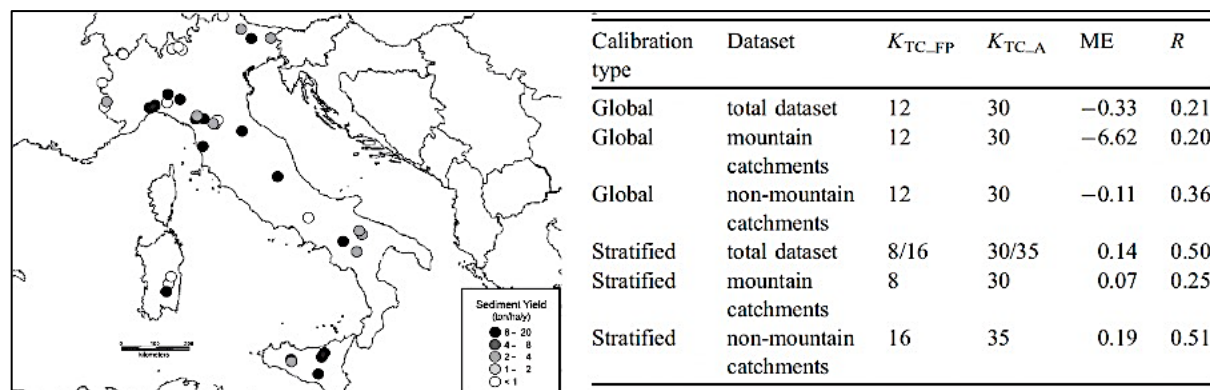 Sediment Yield
(ton/ha/y)
8 - 20
4 - 8
2 - 4
1 - 2
< 1
Kilometers
Calibration type Dataset K_TC_FP K_TC_A ME R
Global total dataset 12 30 −0.33 0.21
Global mountain catchments 12 30 −6.62 0.20
Global non-mountain catchments 12 30 −0.11 0.36
Stratified total dataset 8/16 30/35 0.14 0.50
Stratified mountain catchments 8 30 0.07 0.25
Stratified non-mountain catchments 16 35 0.19 0.51